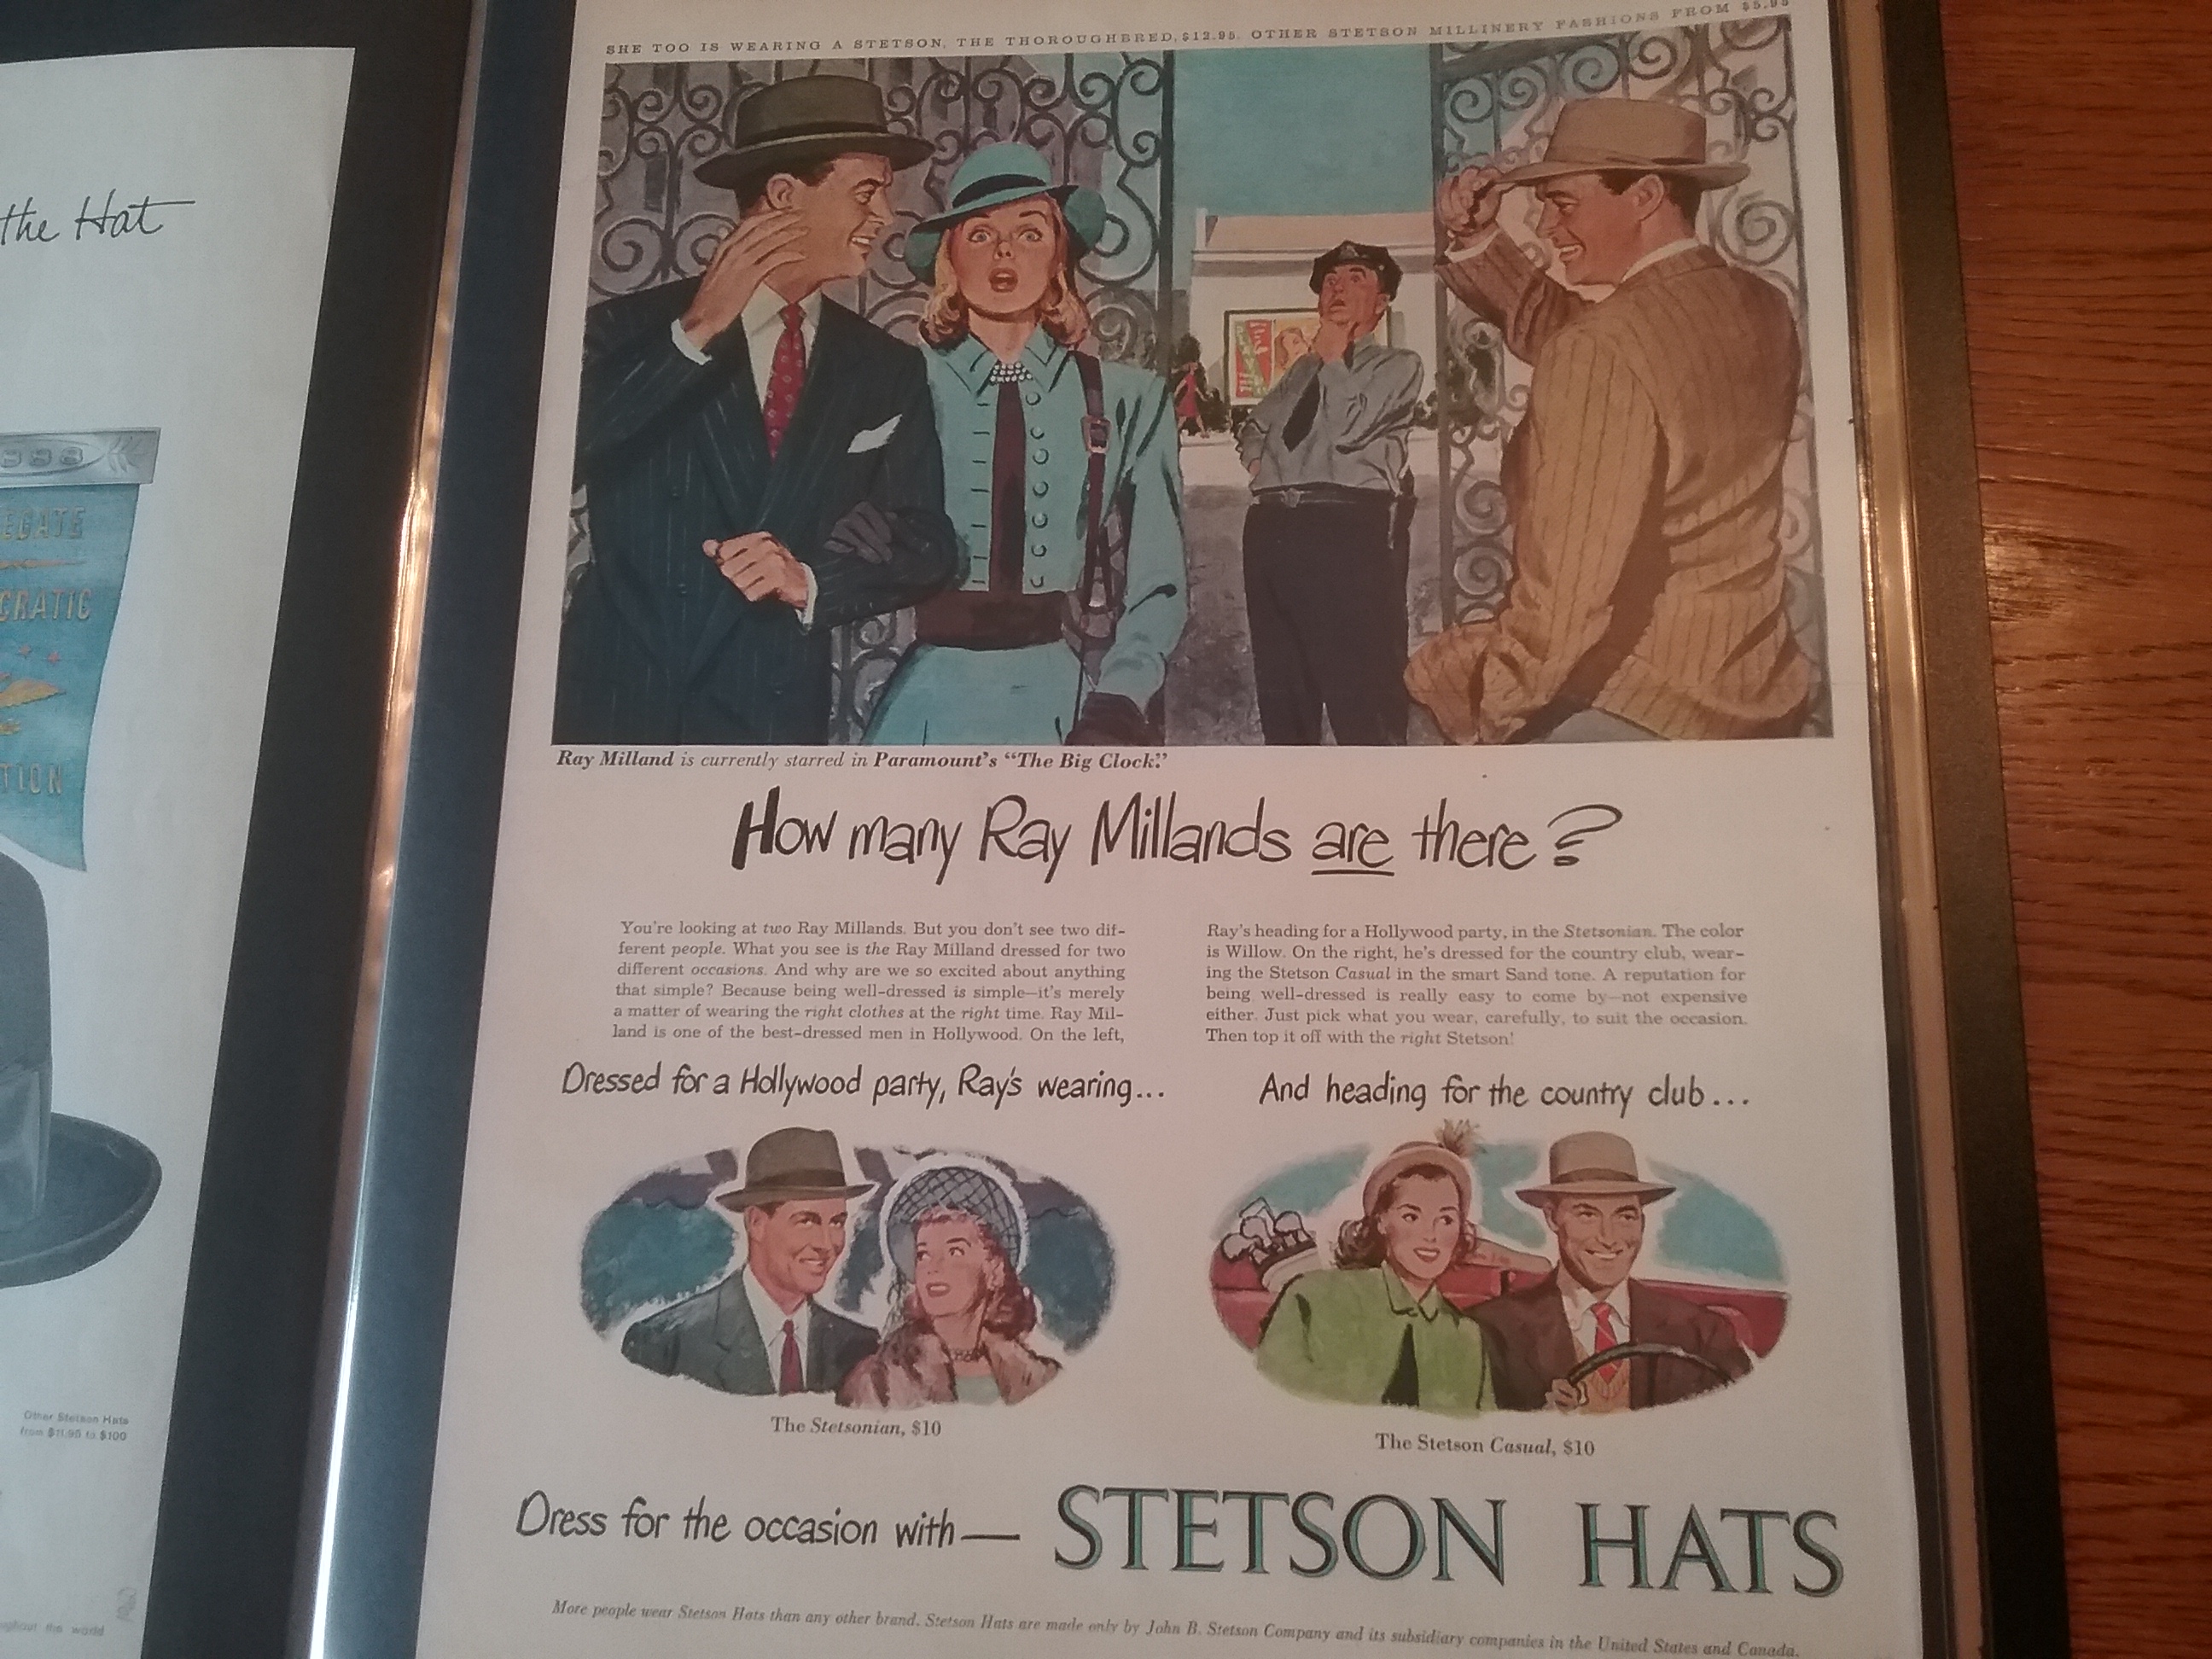 the Hat
1888
EGATE
CRATIC
TION
Other Stetson Hats
from $11.95 to $100
ughout the world
SHE TOO IS WEARING A STETSON, THE THOROUGHBRED, $12.95. OTHER STETSON MILLINERY FASHIONS FROM $5.95
Ray Milland is currently starred in Paramount's “The Big Clock.”
How many Ray Millands are there?
You're looking at two Ray Millands. But you don't see two dif-
ferent people. What you see is the Ray Milland dressed for two
different occasions. And why are we so excited about anything
that simple? Because being well-dressed is simple—it's merely
a matter of wearing the right clothes at the right time. Ray Mil-
land is one of the best-dressed men in Hollywood. On the left,
Ray's heading for a Hollywood party, in the Stetsonian. The color
is Willow. On the right, he's dressed for the country club, wear-
ing the Stetson Casual in the smart Sand tone. A reputation for
being well-dressed is really easy to come by—not expensive
either. Just pick what you wear, carefully, to suit the occasion.
Then top it off with the right Stetson!
Dressed for a Hollywood party, Ray's wearing...
And heading for the country club...
The Stetsonian, $10
The Stetson Casual, $10
Dress for the occasion with— STETSON HATS
More people wear Stetson Hats than any other brand. Stetson Hats are made only by John B. Stetson Company and its subsidiary companies in the United States and Canada.